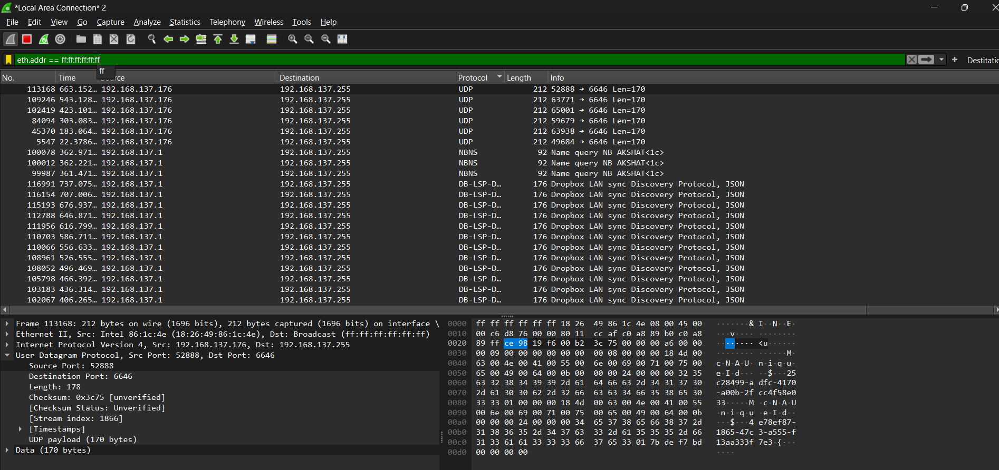 *Local Area Connection* 2
File Edit View Go Capture Analyze Statistics Telephony Wireless Tools Help
eth.addr == ff:ff:ff:ff:ff:ff
ff
No. Time Destination Protocol Length Info
113168 663.152… 192.168.137.176 192.168.137.255 UDP 212 52888 → 6646 Len=170
109246 543.128… 192.168.137.176 192.168.137.255 UDP 212 63771 → 6646 Len=170
102419 423.101… 192.168.137.176 192.168.137.255 UDP 212 65001 → 6646 Len=170
84094 303.083… 192.168.137.176 192.168.137.255 UDP 212 59679 → 6646 Len=170
45370 183.064… 192.168.137.176 192.168.137.255 UDP 212 63938 → 6646 Len=170
5547 22.3786… 192.168.137.176 192.168.137.255 UDP 212 49684 → 6646 Len=170
100078 362.971… 192.168.137.1 192.168.137.255 NBNS 92 Name query NB AKSHAT<1c>
100012 362.221… 192.168.137.1 192.168.137.255 NBNS 92 Name query NB AKSHAT<1c>
99987 361.471… 192.168.137.1 192.168.137.255 NBNS 92 Name query NB AKSHAT<1c>
116991 737.075… 192.168.137.1 192.168.137.255 DB-LSP-D… 176 Dropbox LAN sync Discovery Protocol, JSON
116154 707.006… 192.168.137.1 192.168.137.255 DB-LSP-D… 176 Dropbox LAN sync Discovery Protocol, JSON
115193 676.937… 192.168.137.1 192.168.137.255 DB-LSP-D… 176 Dropbox LAN sync Discovery Protocol, JSON
112788 646.871… 192.168.137.1 192.168.137.255 DB-LSP-D… 176 Dropbox LAN sync Discovery Protocol, JSON
111956 616.799… 192.168.137.1 192.168.137.255 DB-LSP-D… 176 Dropbox LAN sync Discovery Protocol, JSON
110703 586.711… 192.168.137.1 192.168.137.255 DB-LSP-D… 176 Dropbox LAN sync Discovery Protocol, JSON
110066 556.633… 192.168.137.1 192.168.137.255 DB-LSP-D… 176 Dropbox LAN sync Discovery Protocol, JSON
108961 526.555… 192.168.137.1 192.168.137.255 DB-LSP-D… 176 Dropbox LAN sync Discovery Protocol, JSON
108052 496.469… 192.168.137.1 192.168.137.255 DB-LSP-D… 176 Dropbox LAN sync Discovery Protocol, JSON
105798 466.392… 192.168.137.1 192.168.137.255 DB-LSP-D… 176 Dropbox LAN sync Discovery Protocol, JSON
103183 436.314… 192.168.137.1 192.168.137.255 DB-LSP-D… 176 Dropbox LAN sync Discovery Protocol, JSON
102067 406.265… 192.168.137.1 192.168.137.255 DB-LSP-D… 176 Dropbox LAN sync Discovery Protocol, JSON
Frame 113168: 212 bytes on wire (1696 bits), 212 bytes captured (1696 bits) on interface \
Ethernet II, Src: Intel_86:1c:4e (18:26:49:86:1c:4e), Dst: Broadcast (ff:ff:ff:ff:ff:ff)
Internet Protocol Version 4, Src: 192.168.137.176, Dst: 192.168.137.255
User Datagram Protocol, Src Port: 52888, Dst Port: 6646
Source Port: 52888
Destination Port: 6646
Length: 178
Checksum: 0x3c75 [unverified]
[Checksum Status: Unverified]
[Stream index: 1866]
[Timestamps]
UDP payload (170 bytes)
Data (170 bytes)
0000 ff ff ff ff ff ff 18 26 49 86 1c 4e 08 00 45 00 ·······& I··N··E·
0010 00 c6 d8 76 00 00 80 11 cc af c0 a8 89 b0 c0 a8 ···v···· ········
0020 89 ff ce 98 19 f6 00 b2 3c 75 00 00 00 a6 00 00 ········ <u······
0030 00 09 00 00 00 00 00 00 00 08 00 00 00 18 4d 00 ········ ······M·
0040 63 00 4e 00 41 00 55 00 6e 00 69 00 71 00 75 00 c·N·A·U· n·i·q·u·
0050 65 00 49 00 64 00 0b 00 00 00 24 00 00 00 32 35 e·I·d··· ··$···25
0060 63 32 38 34 39 39 2d 61 64 66 63 2d 34 31 37 30 c28499-a dfc-4170
0070 2d 61 30 30 62 2d 32 66 63 63 34 66 35 38 65 30 -a00b-2f cc4f58e0
0080 33 33 01 00 00 00 18 4d 00 63 00 4e 00 41 00 55 33·····M ·c·N·A·U
0090 00 6e 00 69 00 71 00 75 00 65 00 49 00 64 00 0b ·n·i·q·u ·e·I·d··
00a0 00 00 00 24 00 00 00 34 65 37 38 65 66 38 37 2d ···$···4 e78ef87-
00b0 31 38 36 35 2d 34 37 63 33 2d 61 35 35 35 2d 66 1865-47c 3-a555-f
00c0 31 33 61 61 33 33 33 66 37 65 33 01 7b de f7 bd 13aa333f 7e3·{···
00d0 00 00 00 00 ····